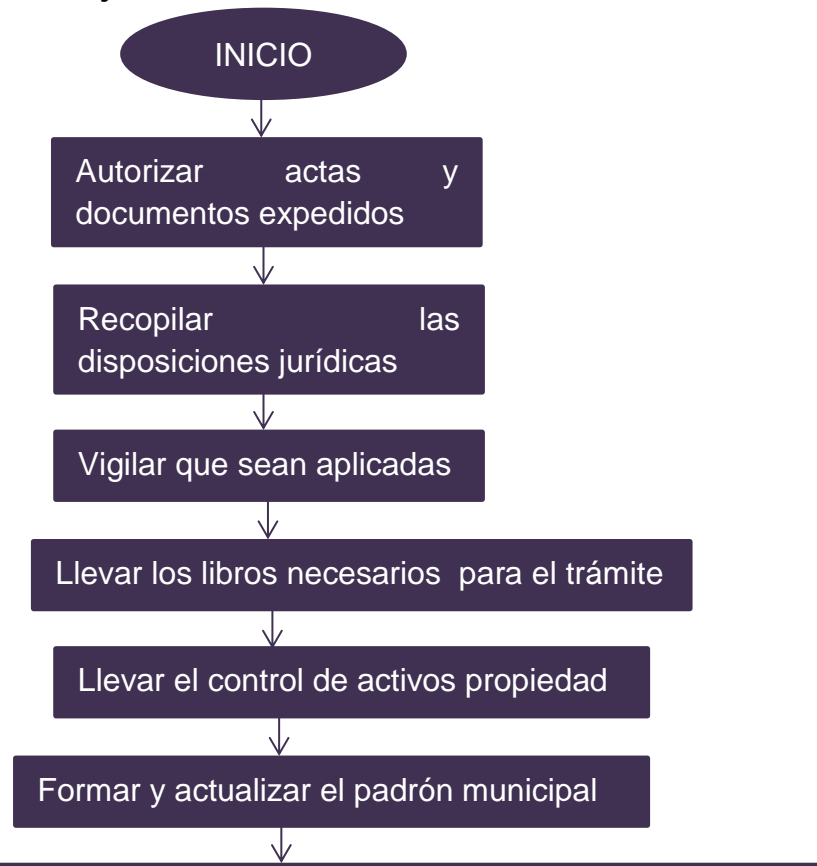 INICIO
Autorizar actas y
documentos expedidos
Recopilar las
disposiciones jurídicas
Vigilar que sean aplicadas
Llevar los libros necesarios para el trámite
Llevar el control de activos propiedad
Formar y actualizar el padrón municipal